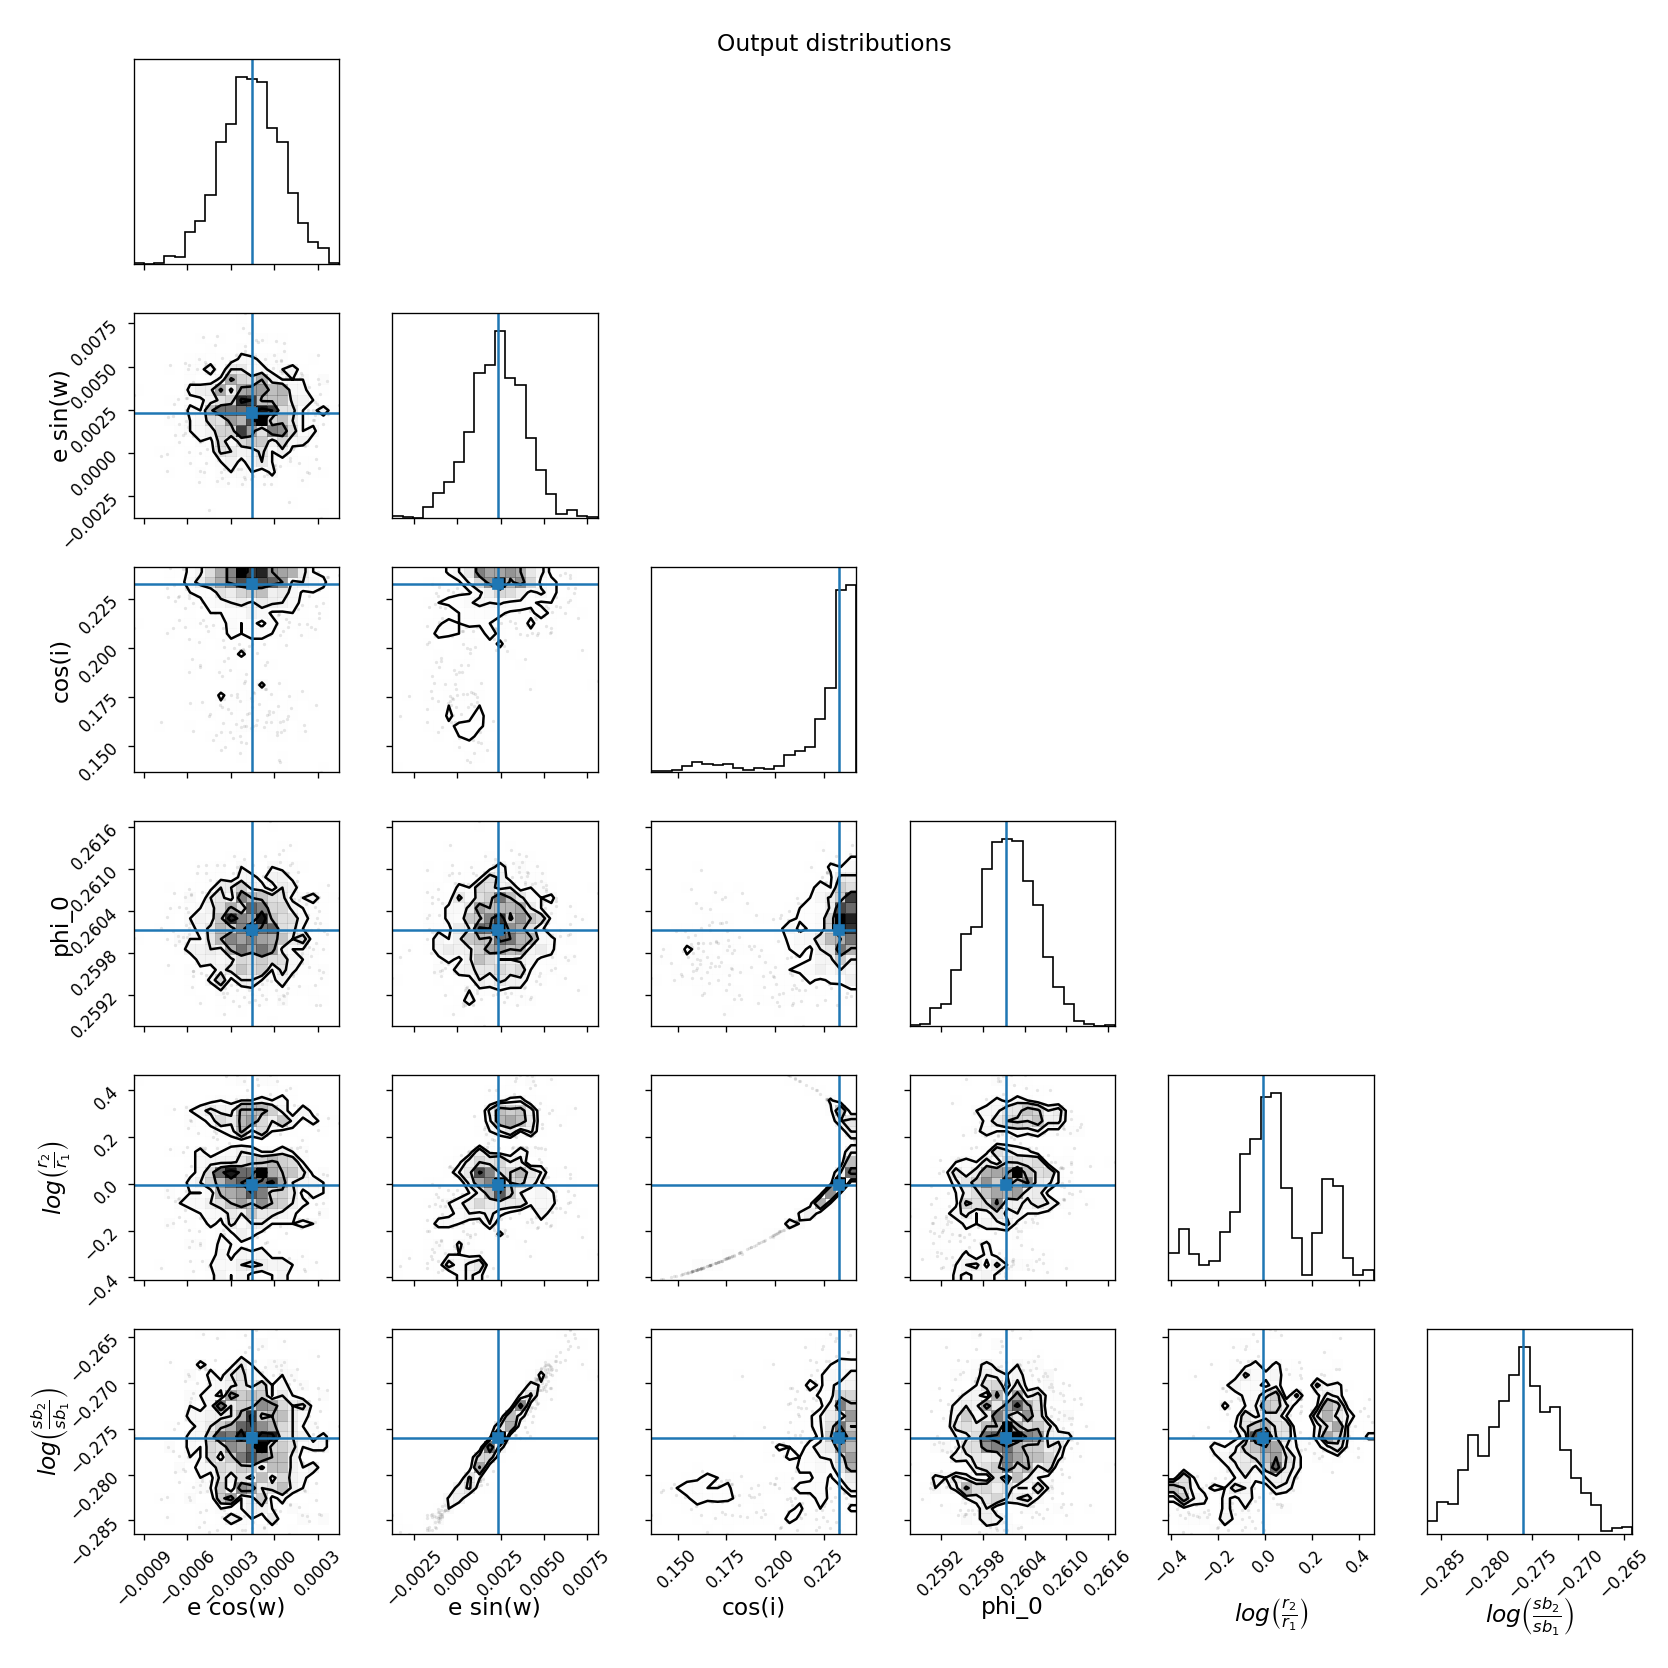 Output distributions
0.0075
0.0050
0.0025
0.0000
−0.0025
e sin(w)
0.225
0.200
0.175
0.150
cos(i)
0.2616
0.2610
0.2604
0.2598
0.2592
phi_0
0.4
0.2
0.0
−0.2
−0.4
log(r2/r1)
−0.265
−0.270
−0.275
−0.280
−0.285
log(sb2/sb1)
−0.0009 −0.0006 −0.0003 0.0000 0.0003
−0.0025 0.0000 0.0025 0.0050 0.0075
0.150 0.175 0.200 0.225
0.2592 0.2598 0.2604 0.2610 0.2616
−0.4 −0.2 0.0 0.2 0.4
−0.285 −0.280 −0.275 −0.270 −0.265
e cos(w) e sin(w) cos(i) phi_0 log(r2/r1) log(sb2/sb1)